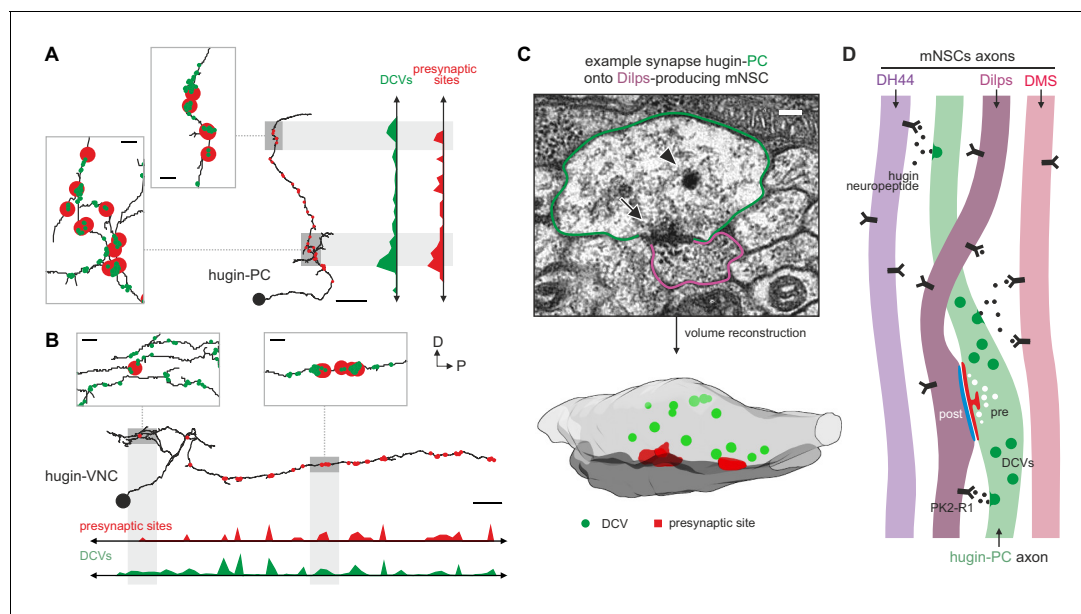 A
DCVs
presynaptic
sites
hugin-PC
B
D
P
hugin-VNC
presynaptic sites
DCVs
C
example synapse hugin-PC
onto Dilps-producing mNSC
volume reconstruction
DCV
presynaptic site
D
mNSCs axons
DH44
Dilps
DMS
hugin
neuropeptide
post
pre
DCVs
PK2-R1
hugin-PC axon